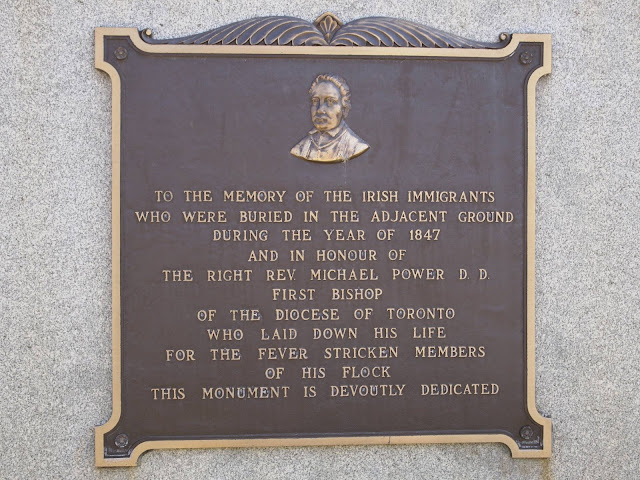 TO THE MEMORY OF THE IRISH IMMIGRANTS
WHO WERE BURIED IN THE ADJACENT GROUND
DURING THE YEAR OF 1847
AND IN HONOUR OF
THE RIGHT REV. MICHAEL POWER D. D.
FIRST BISHOP
OF THE DIOCESE OF TORONTO
WHO LAID DOWN HIS LIFE
FOR THE FEVER STRICKEN MEMBERS
OF HIS FLOCK
THIS MONUMENT IS DEVOUTLY DEDICATED